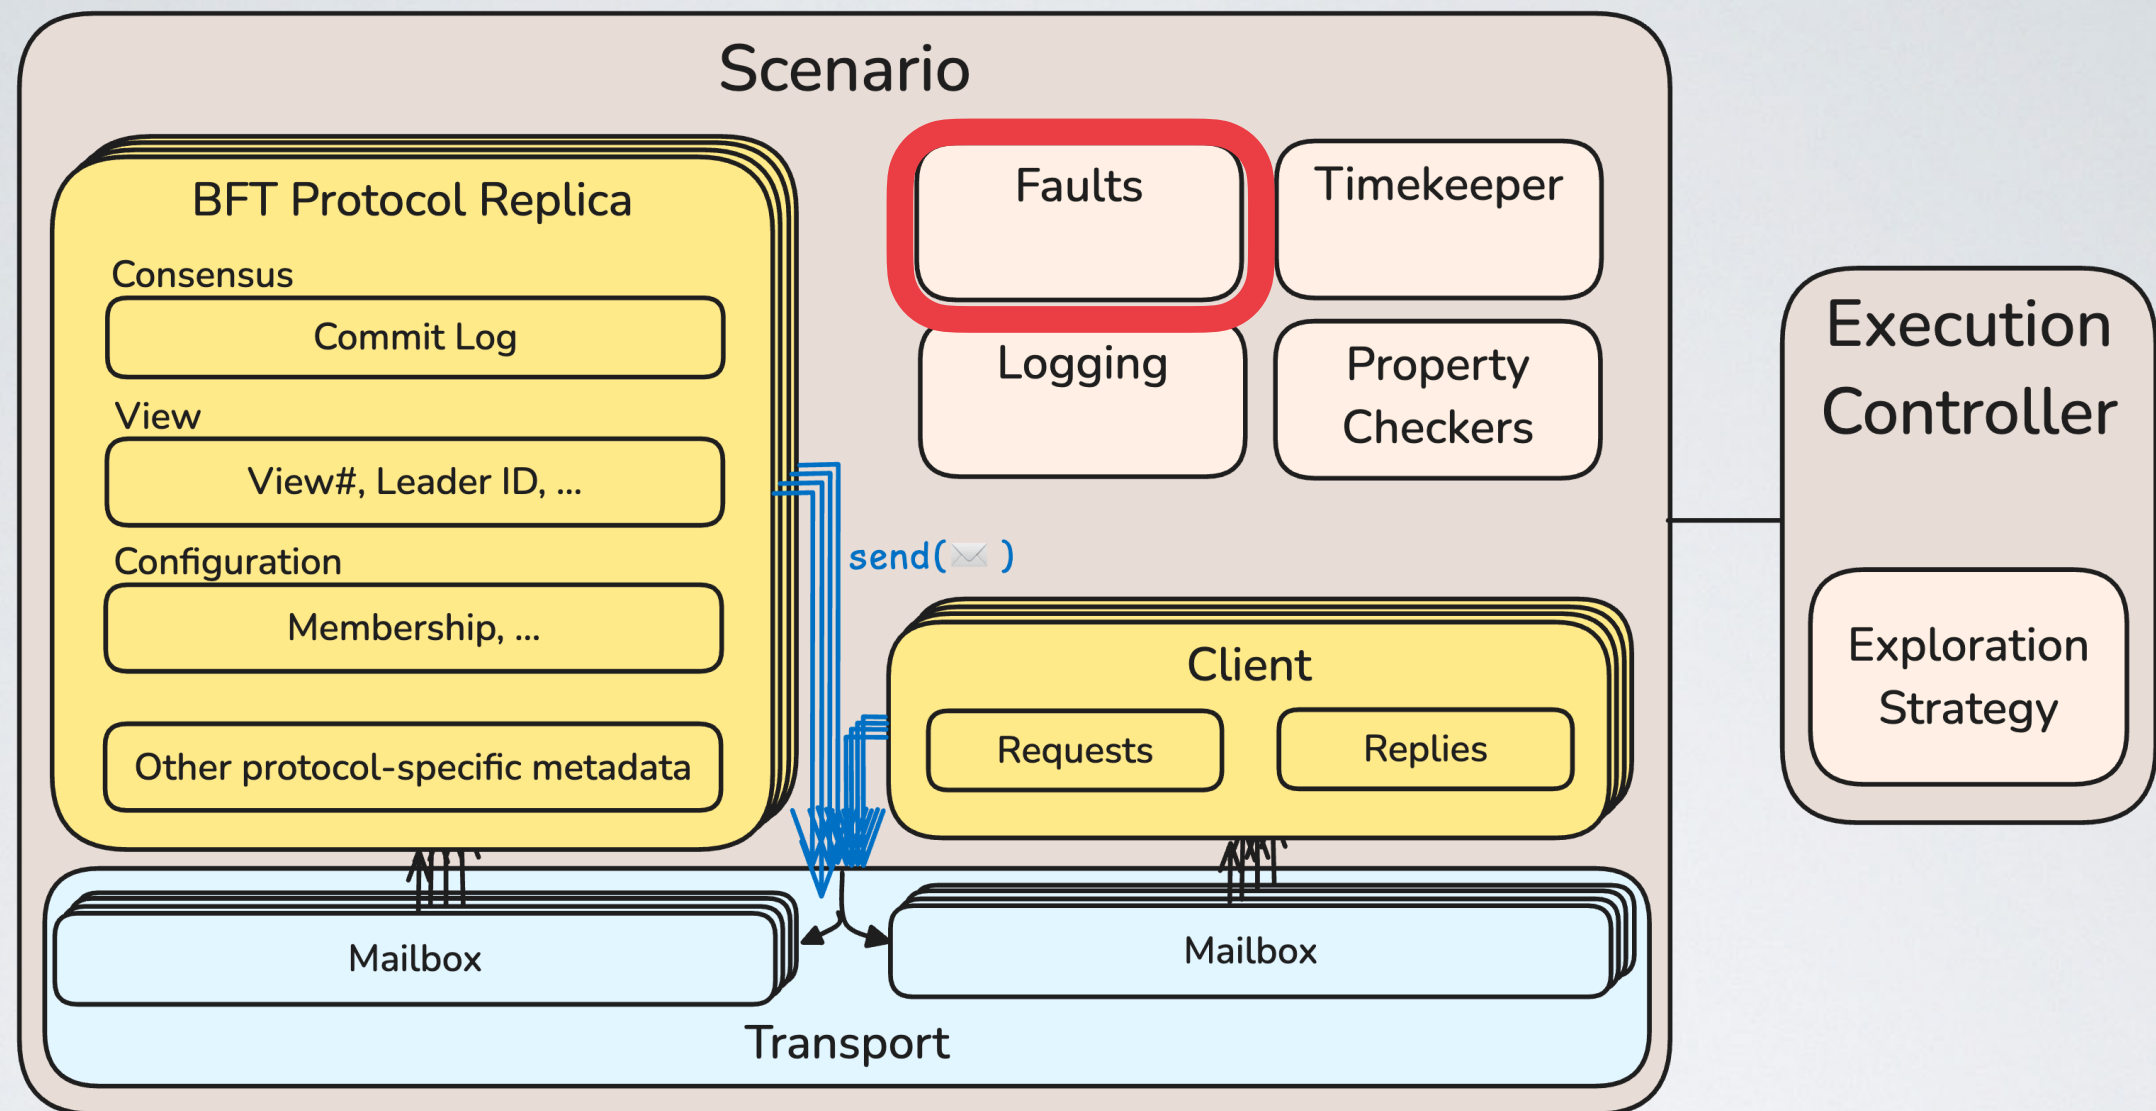 Scenario
BFT Protocol Replica
Consensus
Commit Log
View
View#, Leader ID, ...
Configuration
Membership, ...
Other protocol-specific metadata
Faults
Timekeeper
Logging
Property
Checkers
send(✉️ )
Client
Requests
Replies
Mailbox
Mailbox
Transport
Execution
Controller
Exploration
Strategy